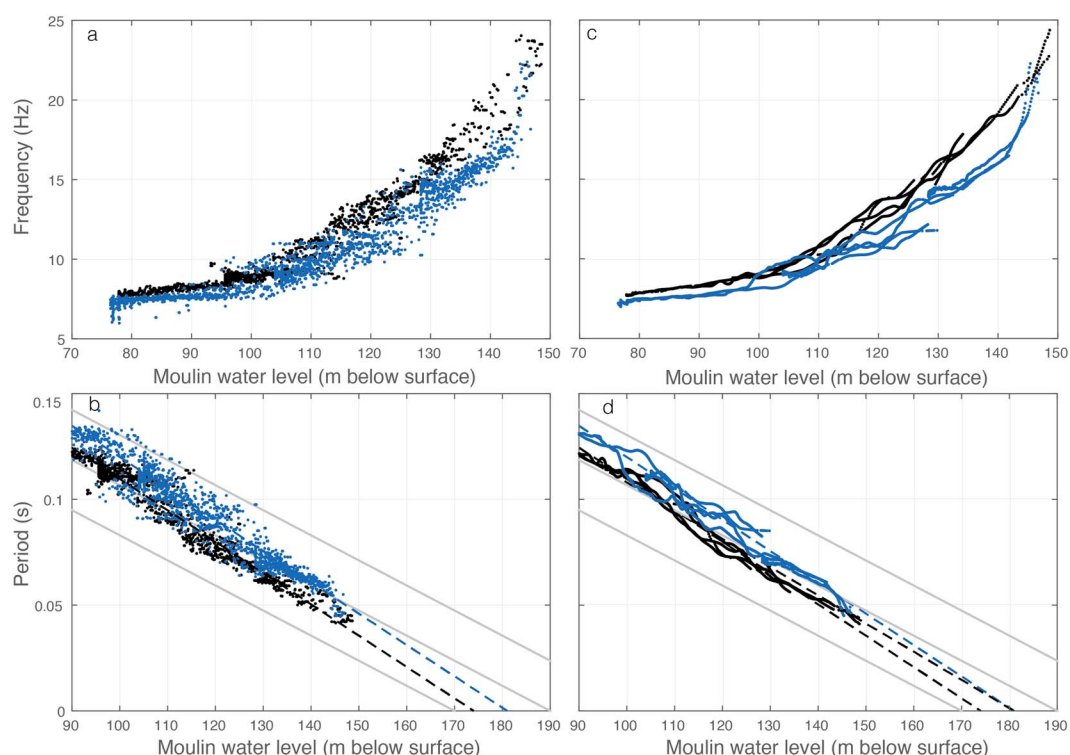 a
25
20
15
10
5
Frequency (Hz)
70 80 90 100 110 120 130 140 150
Moulin water level (m below surface)
c
70 80 90 100 110 120 130 140 150
Moulin water level (m below surface)
b
0.15
0.1
0.05
0
Period (s)
90 100 110 120 130 140 150 160 170 180 190
Moulin water level (m below surface)
d
90 100 110 120 130 140 150 160 170 180 190
Moulin water level (m below surface)